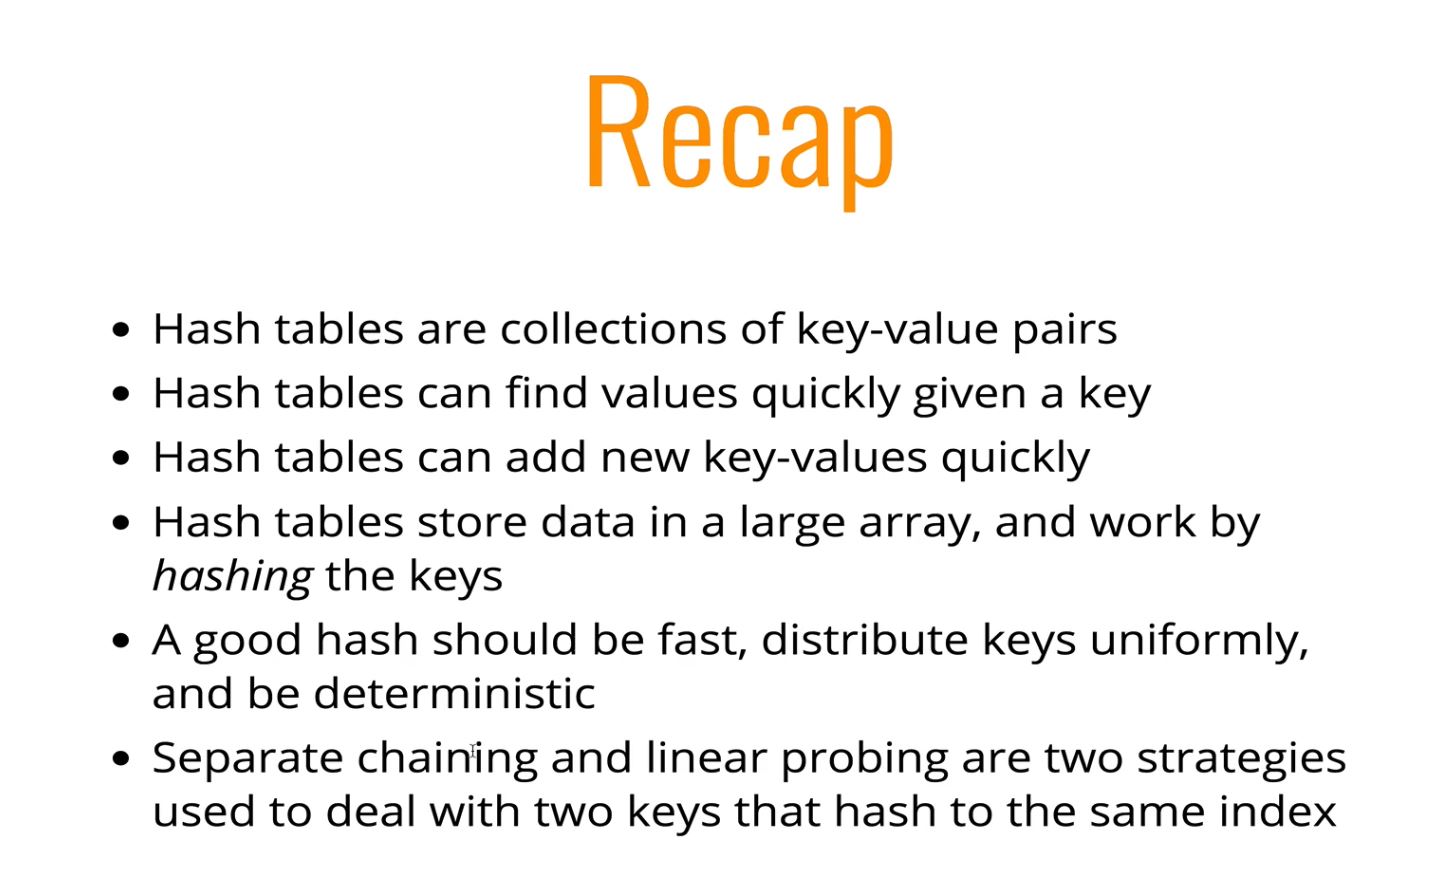 Recap
• Hash tables are collections of key-value pairs
• Hash tables can find values quickly given a key
• Hash tables can add new key-values quickly
• Hash tables store data in a large array, and work by
hashing the keys
• A good hash should be fast, distribute keys uniformly,
and be deterministic
• Separate chaining and linear probing are two strategies
used to deal with two keys that hash to the same index